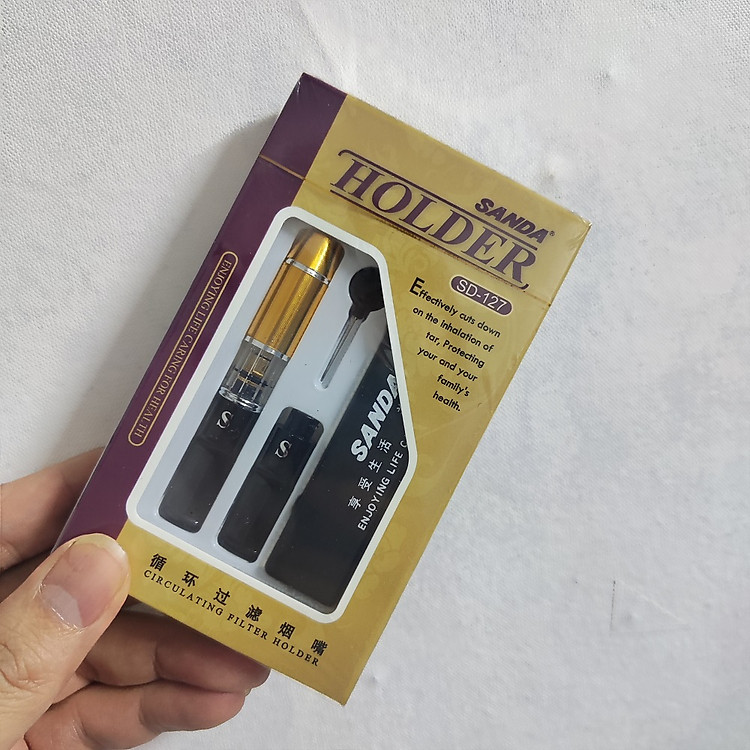 SANDA®
HOLDER
SD-127
Effectively cuts down
on the Inhalation of
tar, Protecting
your and your
family's
health.
ENJOYING LIFE CARING FOR HEALTH
S
S
SANDA
享受生活
ENJOYING LIFE C
循环过滤烟嘴
CIRCULATING FILTER HOLDER